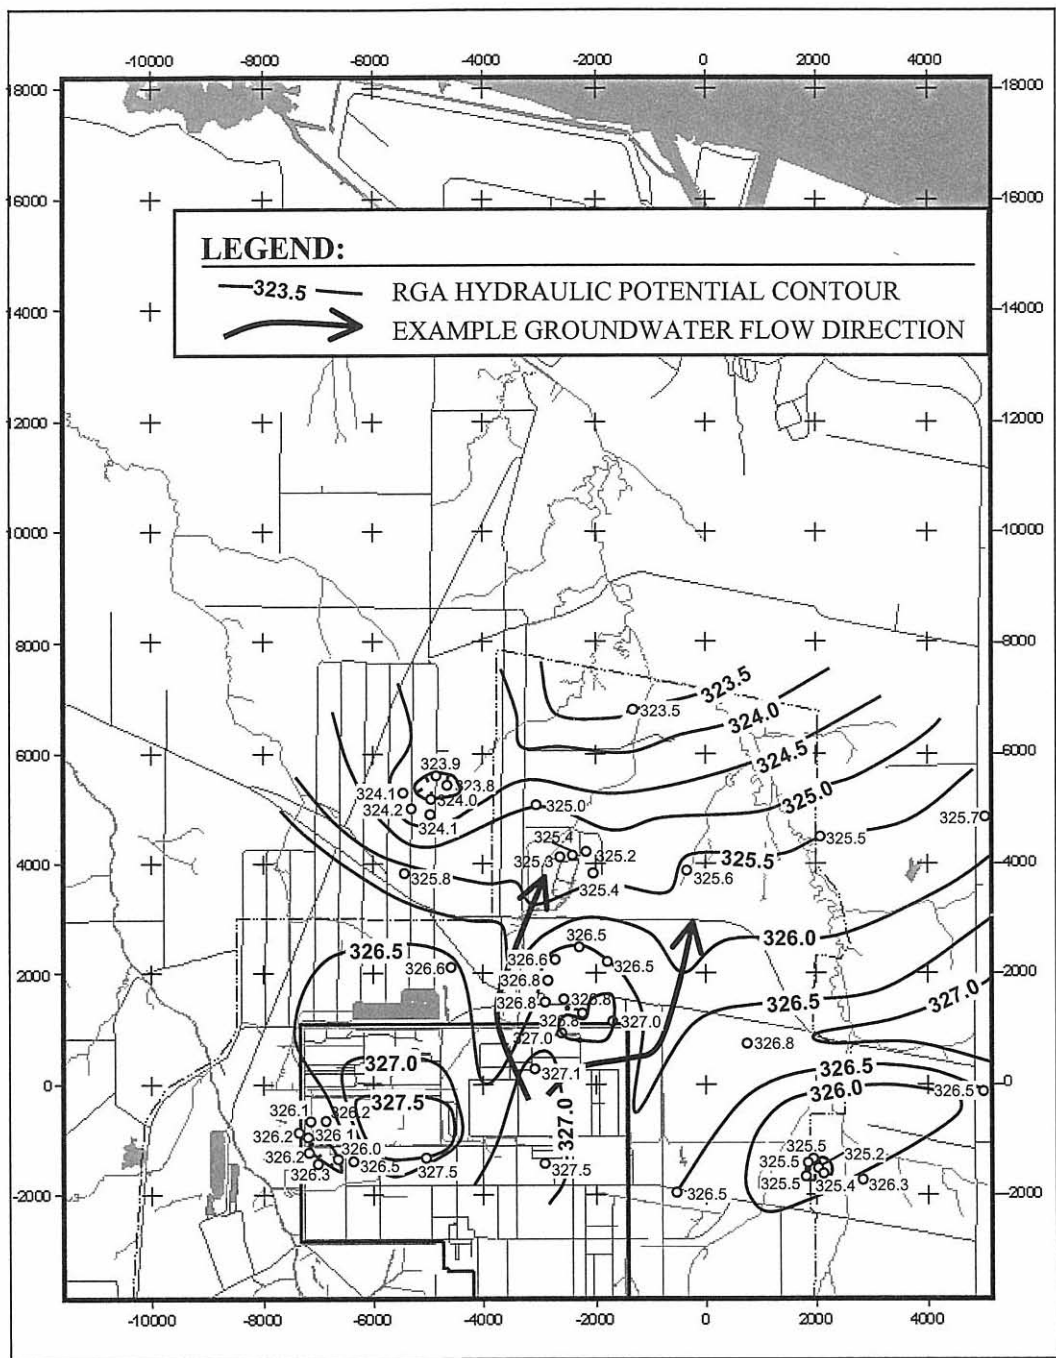 -10000 -8000 -6000 -4000 -2000 0 2000 4000
18000 18000
16000 16000
LEGEND:
323.5 RGA HYDRAULIC POTENTIAL CONTOUR
14000 14000
EXAMPLE GROUNDWATER FLOW DIRECTION
12000 12000
10000 10000
8000 8000
323.5
323.5
324.0
6000 6000
324.5
323.9
324.1 323.8
325.0
324.2 324.0 325.0
324.1 325.7
325.4 325.5
325.3 325.2 325.5
4000 4000
325.8 325.4 325.6
326.5 326.5 326.0
326.6 326.6 326.5
2000 2000
326.8
326.8 326.8 326.5 327.0
326.8 327.0
327.0
326.8
327.0 327.1 326.5
0 0
327.5 326.0 326.5
326.1 326.2
326.2 326.1 327.0
326.2 326.0 325.5
326.3 326.5 327.5 327.5 325.5 325.2
325.5 325.4 326.3
-2000 326.5 -2000
-10000 -8000 -6000 -4000 -2000 0 2000 4000